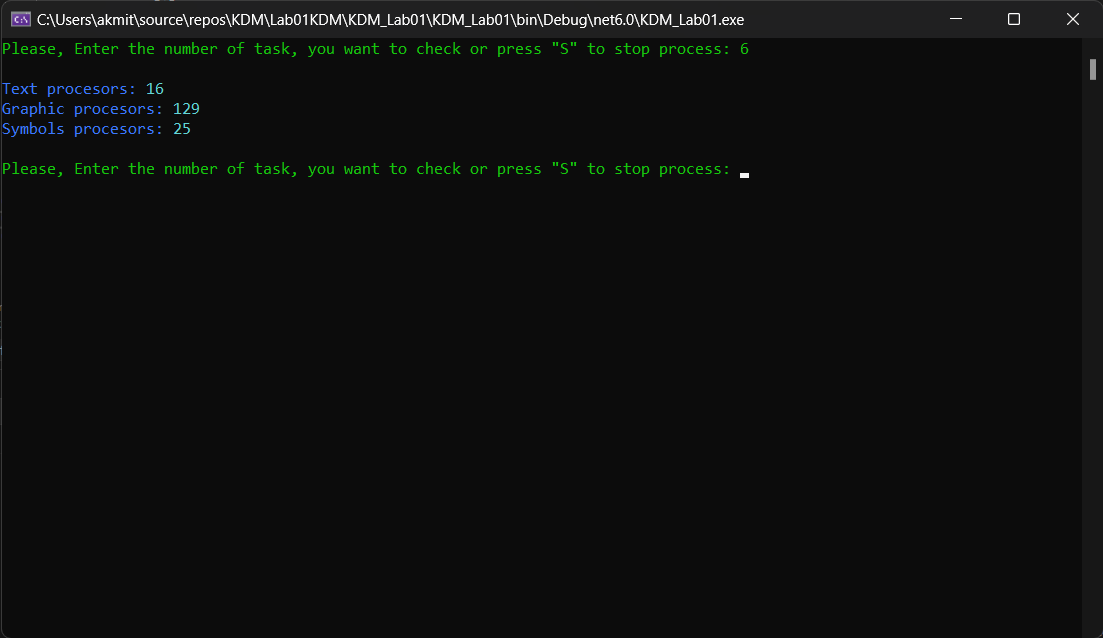 C:\Users\akmit\source\repos\KDM\Lab01KDM\KDM_Lab01\KDM_Lab01\bin\Debug\net6.0\KDM_Lab01.exe
Please, Enter the number of task, you want to check or press "S" to stop process: 6
Text procesors: 16
Graphic procesors: 129
Symbols procesors: 25
Please, Enter the number of task, you want to check or press "S" to stop process: